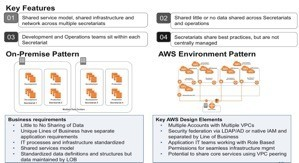 Key Features
01
Shared service model, shared infrastructure and
network across multiple secretariats
02
Shared little or no data shared across Secretariats
and operations
03
Development and Operations teams sit within each
Secretariat
04
Secretariats share best practices, but are not
centrally managed
On-Premise Pattern
AWS Environment Pattern
Business requirements
• Little to No Sharing of Data
• Unique Lines of Business have separate
application requirements
• IT processes and infrastructure standardized
• Shared services model
• Standardized data definitions and structures but
data maintained by LOB
Key AWS Design Elements
• Multiple Accounts with Multiple VPCs
• Security federation via LDAP/AD or native IAM and
separated by Line of Business
• Application IT teams working with Role Based
Permissions for seamless infrastructure mgmt
• Potential to share core services using VPC peering